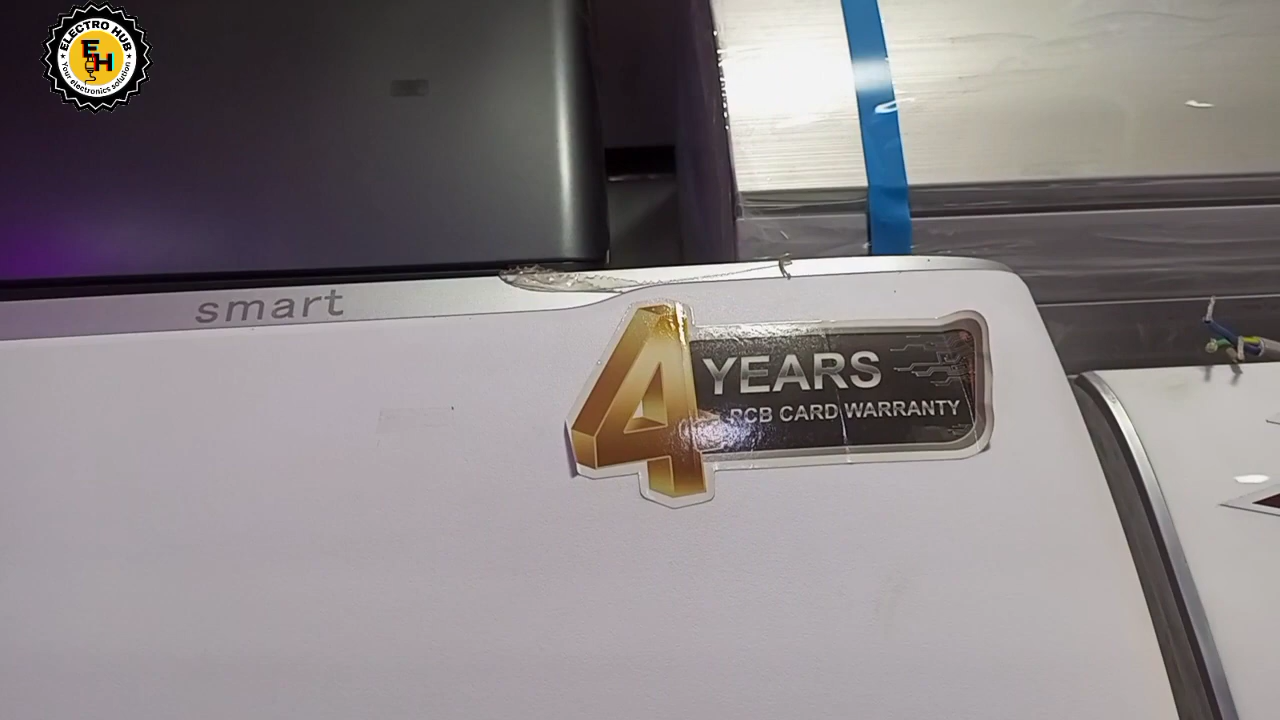 ELECTRO HUB
EH
Your electronics solution
smart
4
YEARS
PCB CARD WARRANTY